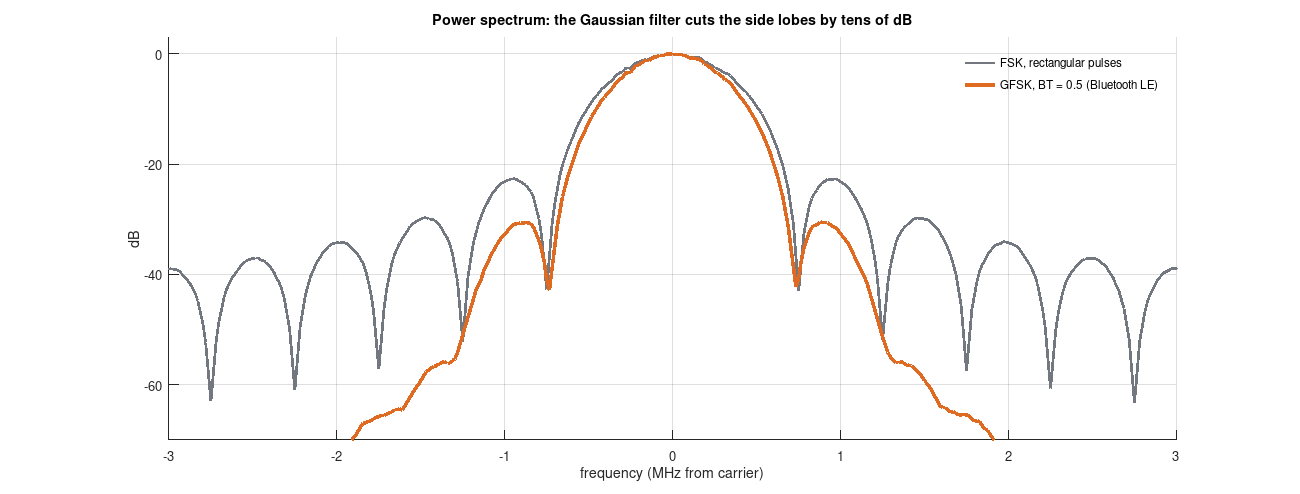 Power spectrum: the Gaussian filter cuts the side lobes by tens of dB
FSK, rectangular pulses
GFSK, BT = 0.5 (Bluetooth LE)
dB
0
-20
-40
-60
-3
-2
-1
0
1
2
3
frequency (MHz from carrier)